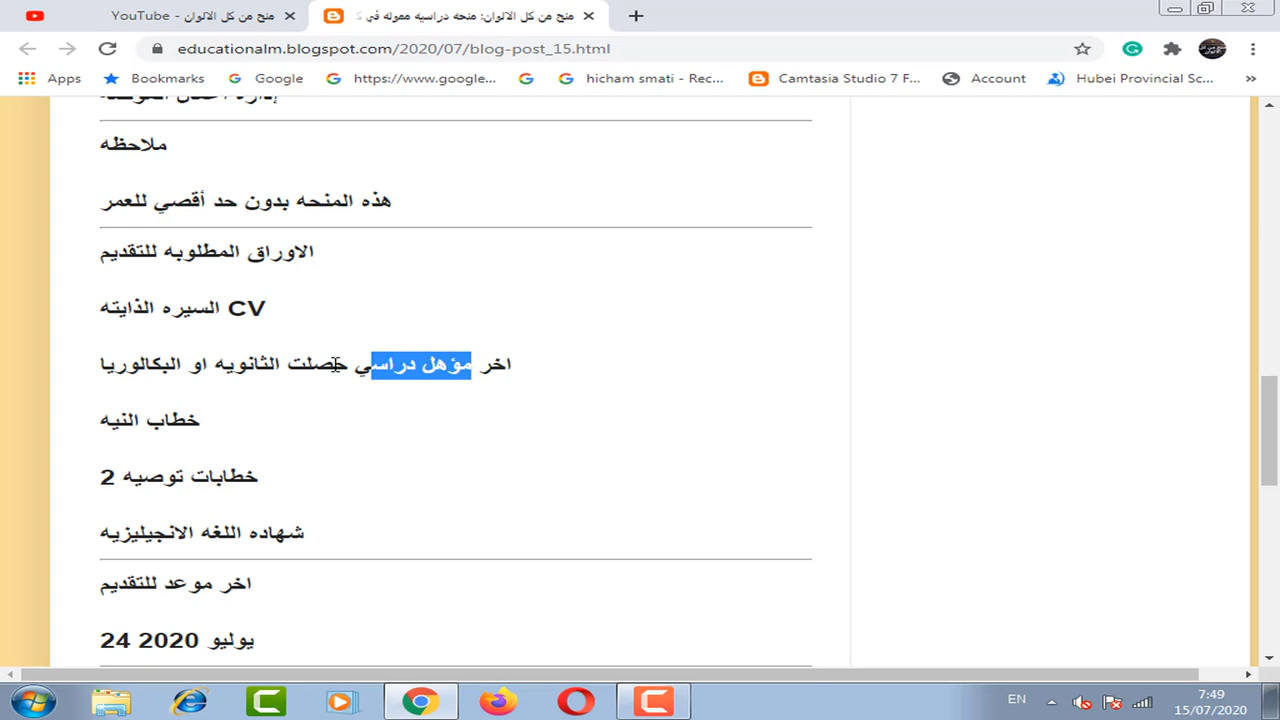 منح من كل الالوان - YouTube
منح من كل الالوان: منحه دراسيه مموله في ك
educationalm.blogspot.com/2020/07/blog-post_15.html
Apps Bookmarks Google https://www.google... hicham smati - Rec... Camtasia Studio 7 F... Account Hubei Provincial Sc... »
ملاحظه
هذه المنحه بدون حد أقصي للعمر
الاوراق المطلوبه للتقديم
السيره الذايته CV
اخر مؤهل دراسي حصلت الثانويه او البكالوريا
خطاب النيه
خطابات توصيه 2
شهاده اللغه الانجيليزيه
اخر موعد للتقديم
24 يوليو 2020
EN
7:49
15/07/2020